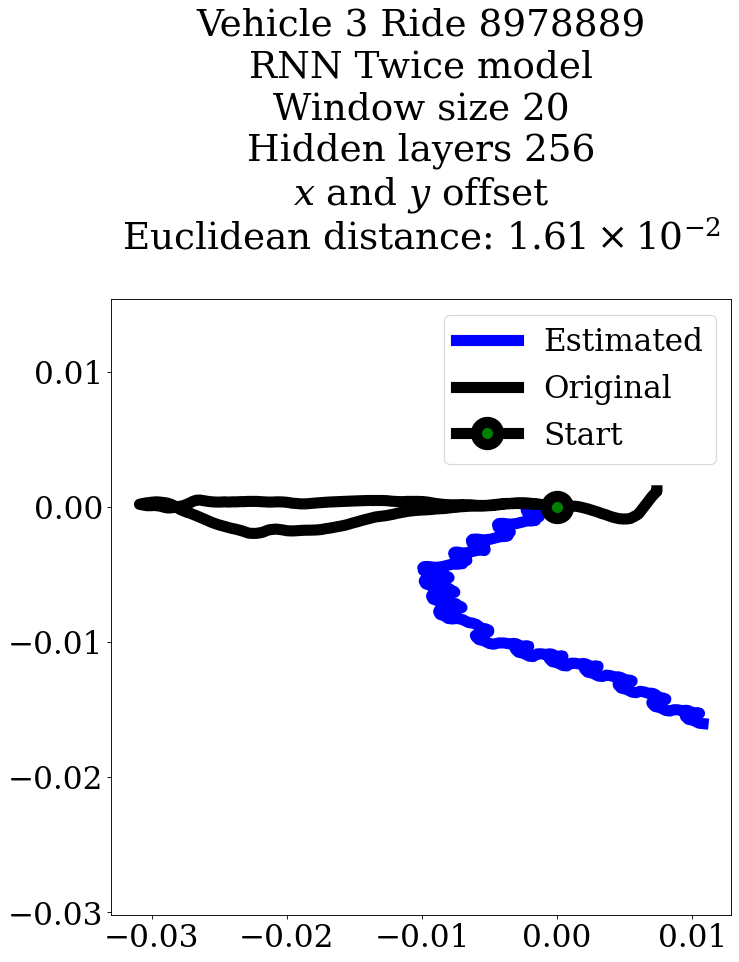 Vehicle 3 Ride 8978889
RNN Twice model
Window size 20
Hidden layers 256
x and y offset
Euclidean distance: 1.61 × 10⁻²
Estimated
Original
Start
0.01
0.00
−0.01
−0.02
−0.03
−0.03 −0.02 −0.01 0.00 0.01